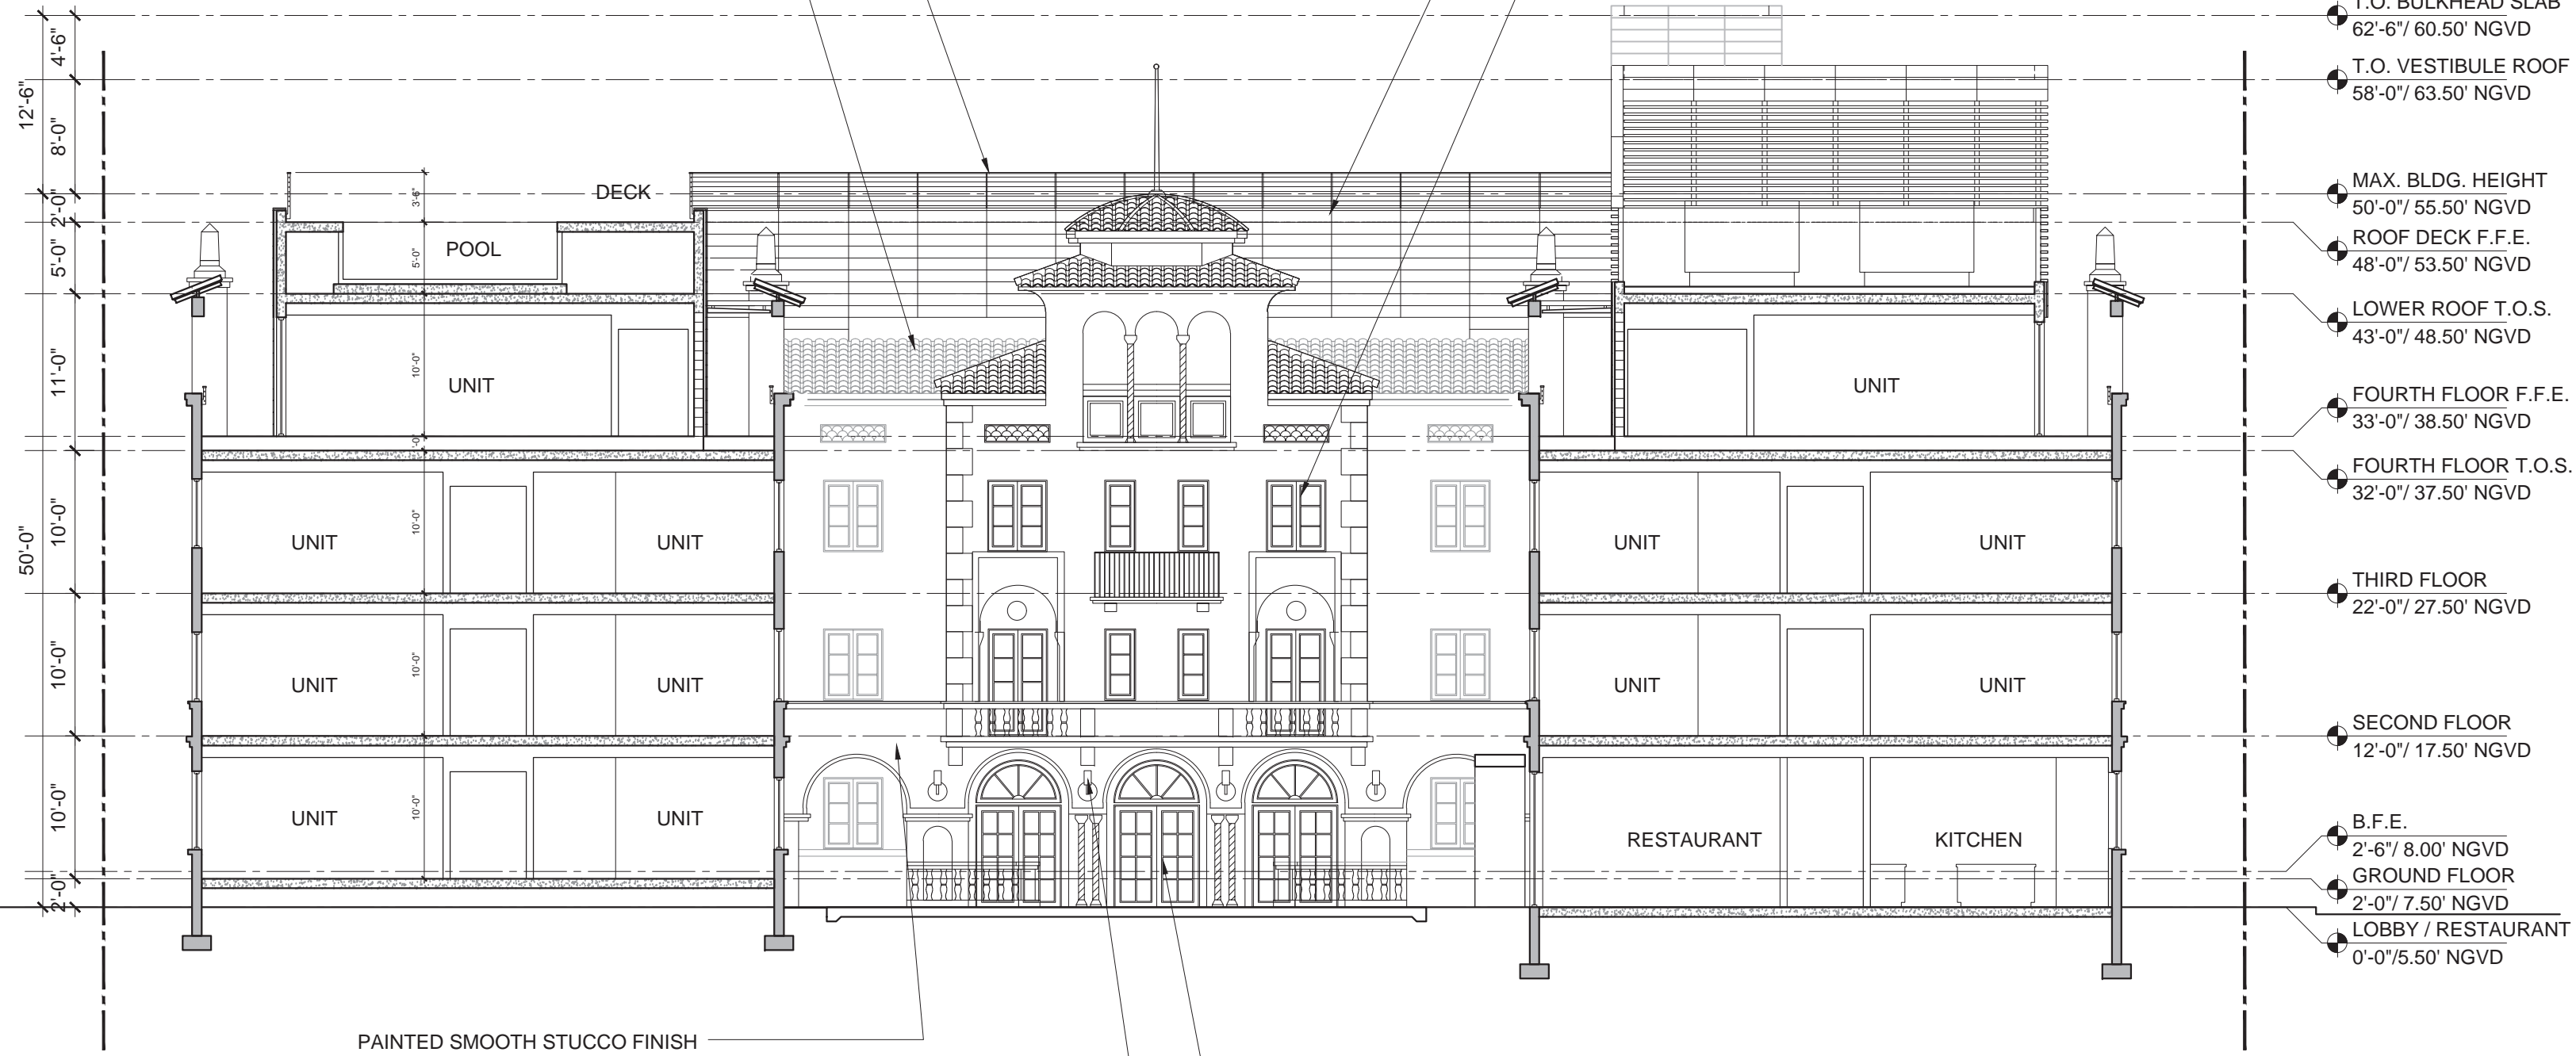 T.O. BULKHEAD SLAB
62'-6"/ 60.50' NGVD
T.O. VESTIBULE ROOF
58'-0"/ 63.50' NGVD
MAX. BLDG. HEIGHT
50'-0"/ 55.50' NGVD
ROOF DECK F.F.E.
48'-0"/ 53.50' NGVD
LOWER ROOF T.O.S.
43'-0"/ 48.50' NGVD
FOURTH FLOOR F.F.E.
33'-0"/ 38.50' NGVD
FOURTH FLOOR T.O.S.
32'-0"/ 37.50' NGVD
THIRD FLOOR
22'-0"/ 27.50' NGVD
SECOND FLOOR
12'-0"/ 17.50' NGVD
B.F.E.
2'-6"/ 8.00' NGVD
GROUND FLOOR
2'-0"/ 7.50' NGVD
LOBBY / RESTAURANT
0'-0"/5.50' NGVD
12'-6"
50'-0"
4'-6"
8'-0"
2'-0"
5'-0"
11'-0"
10'-0"
10'-0"
10'-0"
2'-0"
3'-6"
5'-0"
10'-0"
10'-0"
10'-0"
10'-0"
DECK
POOL
UNIT
UNIT
UNIT UNIT UNIT UNIT
UNIT UNIT UNIT UNIT
UNIT UNIT RESTAURANT KITCHEN
PAINTED SMOOTH STUCCO FINISH